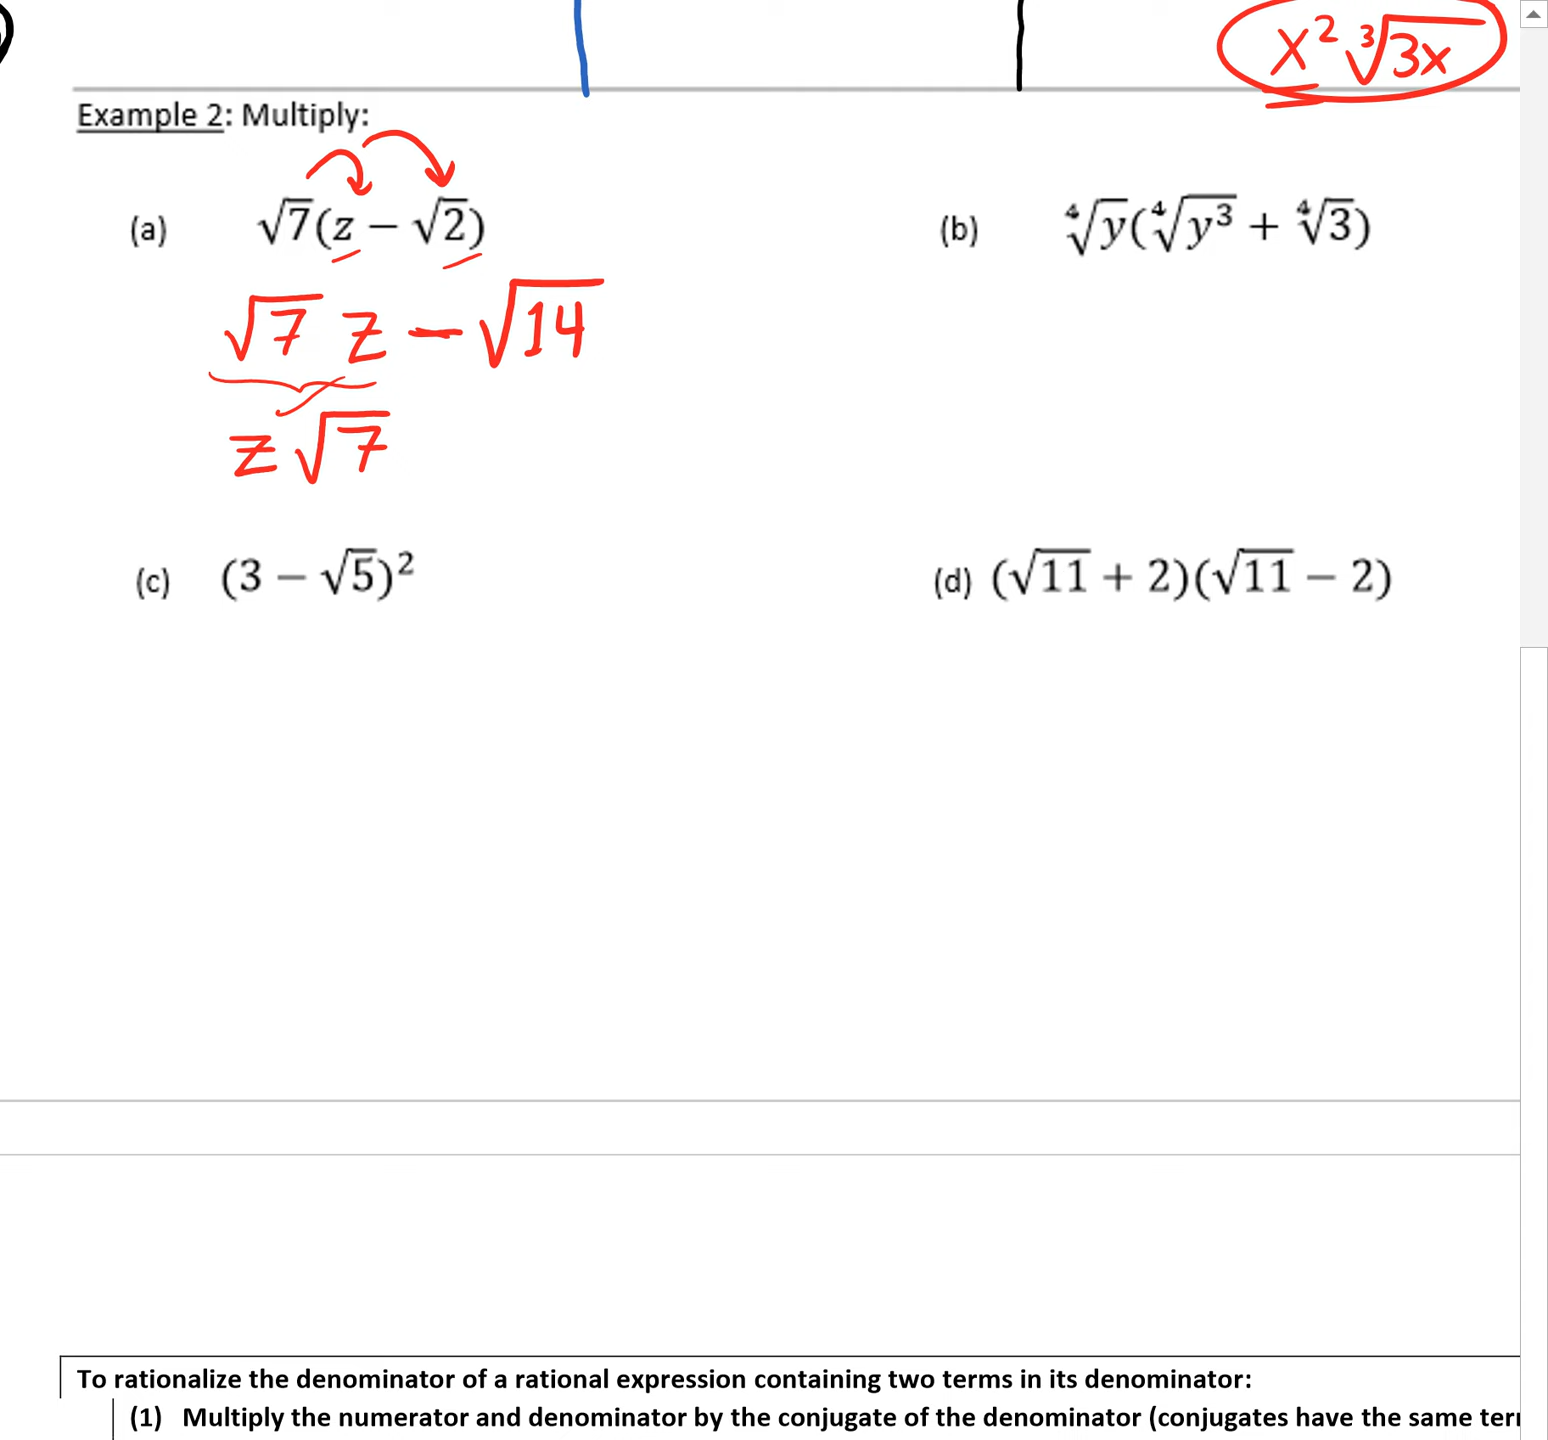 x² ∛3x
Example 2: Multiply:
(a) √7(z − √2)
(b) ∜y(∜y³ + ∜3)
√7 z − √14
z√7
(c) (3 − √5)²
(d) (√11 + 2)(√11 − 2)
To rationalize the denominator of a rational expression containing two terms in its denominator:
(1) Multiply the numerator and denominator by the conjugate of the denominator (conjugates have the same